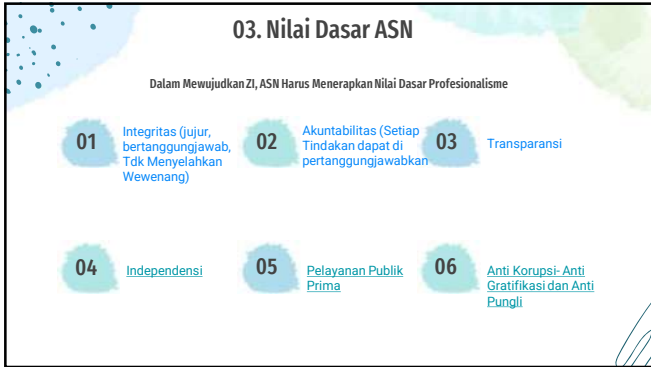 03. Nilai Dasar ASN
Dalam Mewujudkan ZI, ASN Harus Menerapkan Nilai Dasar Profesionalisme
01
Integritas (jujur,
bertanggungjawab,
Tdk Menyelahkan
Wewenang)
02
Akuntabilitas (Setiap
Tindakan dapat di
pertanggungjawabkan
03
Transparansi
04
Independensi
05
Pelayanan Publik
Prima
06
Anti Korupsi- Anti
Gratifikasi dan Anti
Pungli